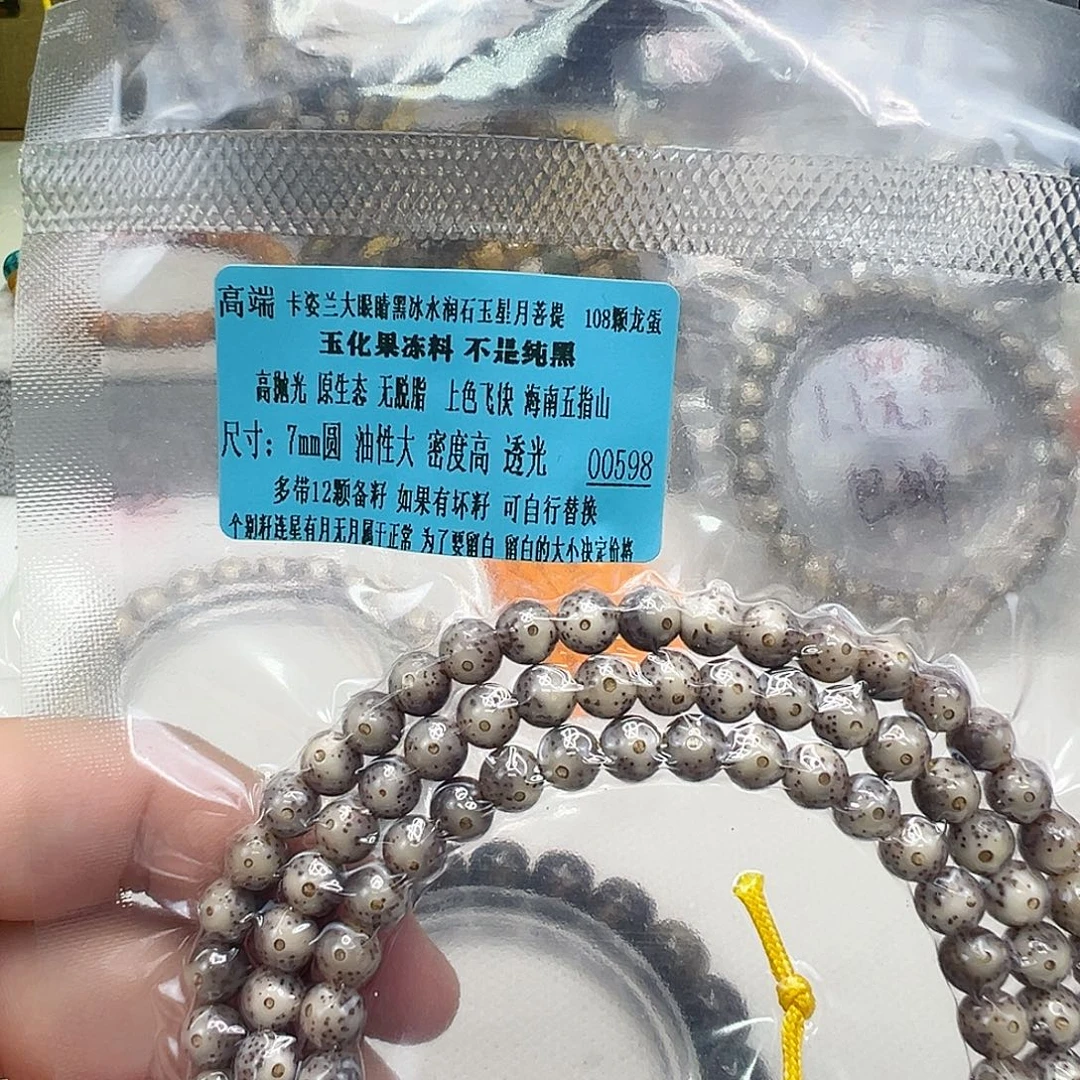 高端 卡姿兰大眼暗黑冰水润石玉星月菩提 108颗龙蛋
玉化果冻料 不是纯黑
高抛光 原生态 无脱脂 上色飞快 海南五指山
尺寸：7mm圆 油性大 密度高 透光 00598
多带12颗备籽 如果有坏籽 可自行替换
个别籽连星有月无月属于正常 为了要留白 留白的大小决定价格